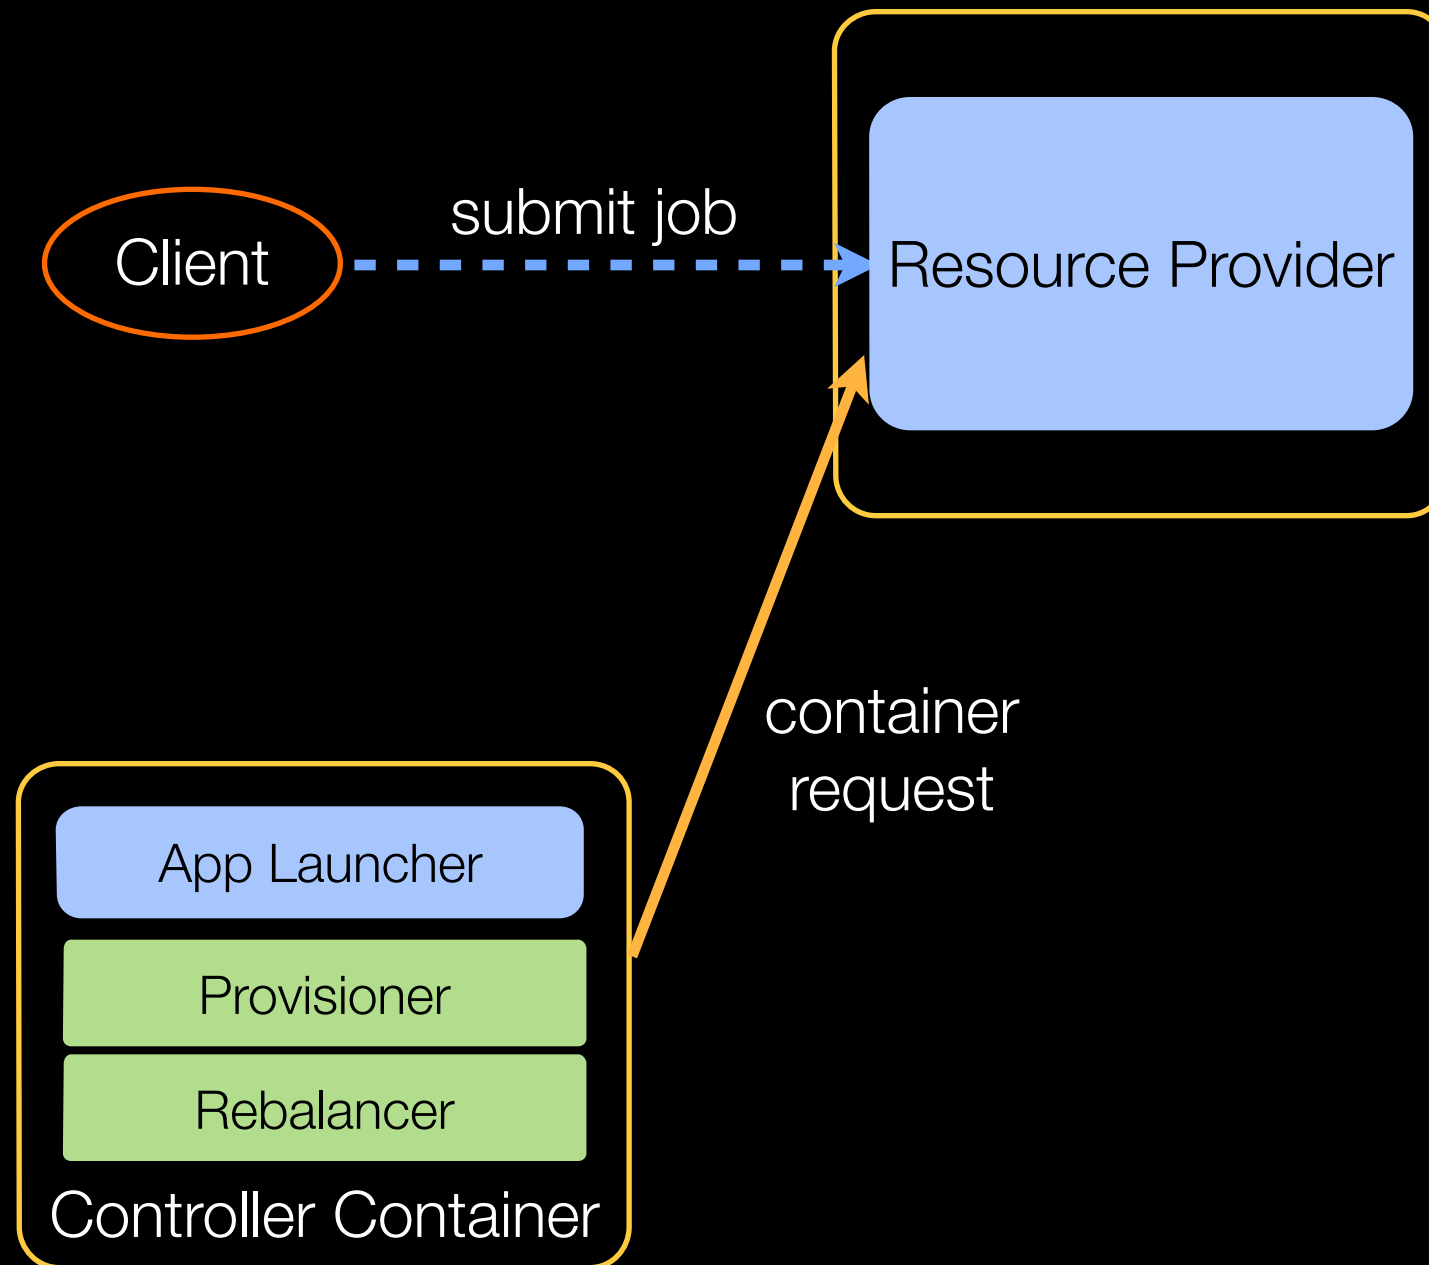 submit job
Client
Resource Provider
container
request
App Launcher
Provisioner
Rebalancer
Controller Container